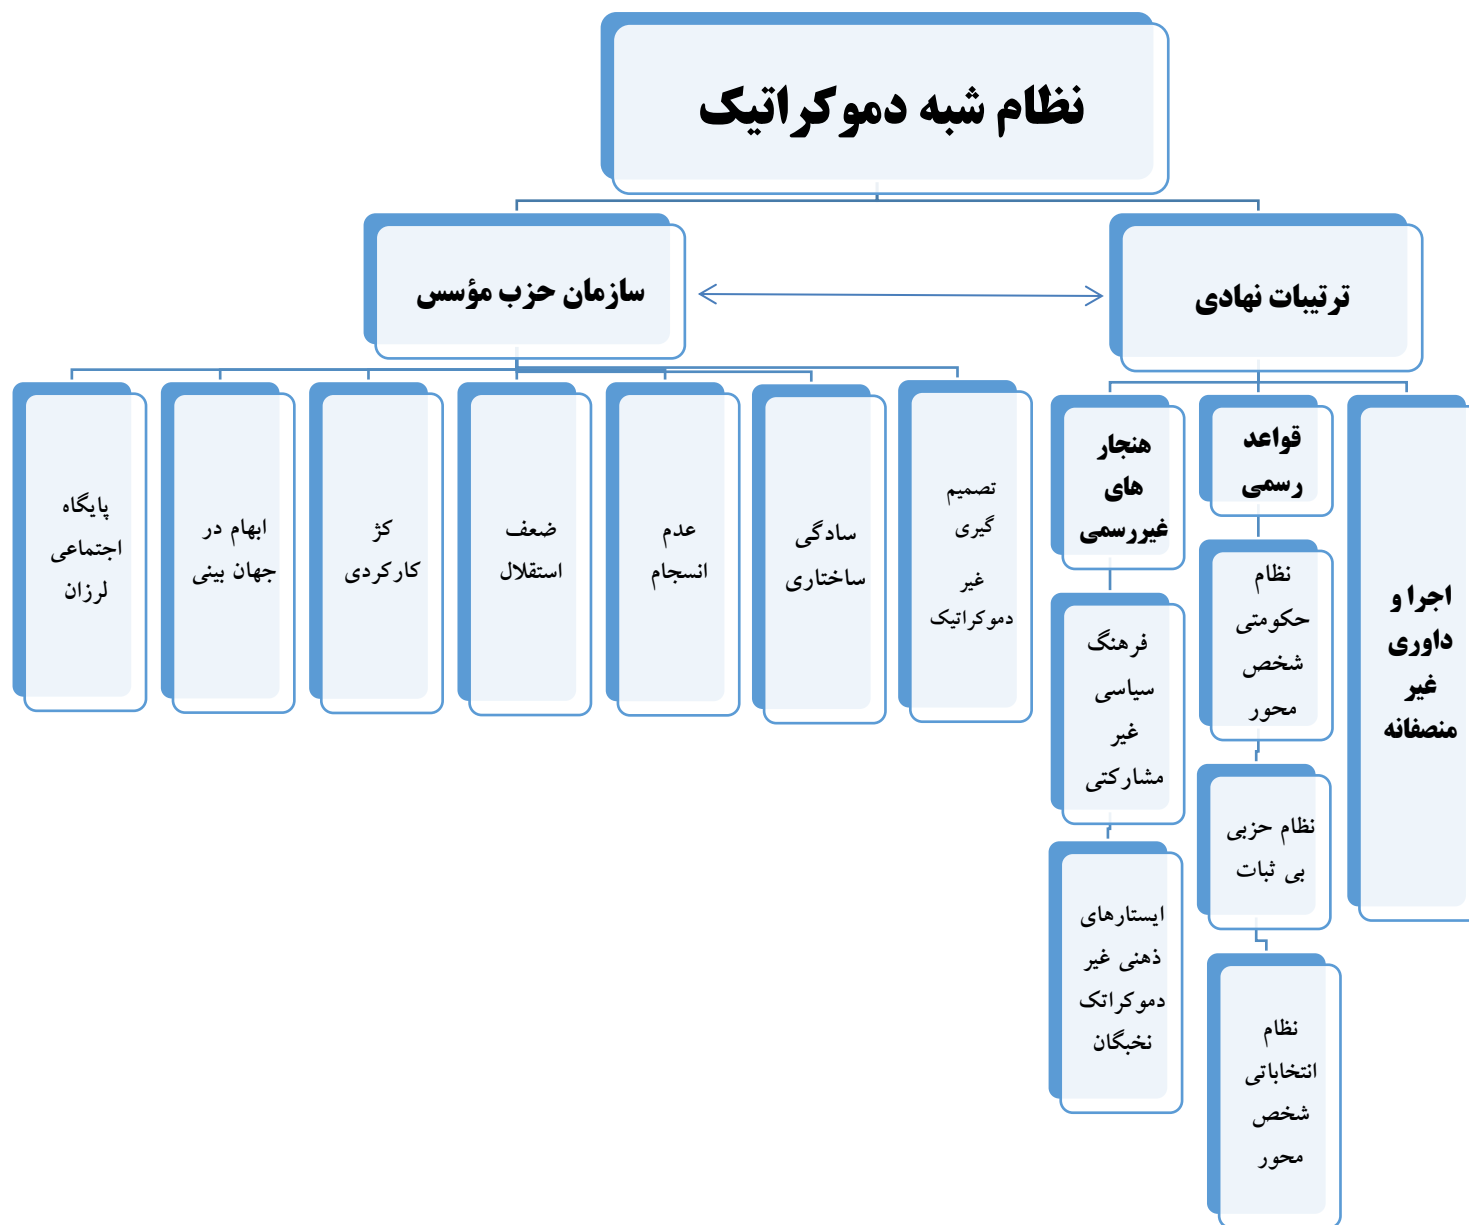 نظام شبه دموکراتیک
ترتیبات نهادی
سازمان حزب مؤسس
اجرا و
داوری
غیر
منصفانه
قواعد
رسمی
نظام
حکومتی
شخص
محور
نظام حزبی
بی ثبات
نظام
انتخاباتی
شخص
محور
هنجار
های
غیررسمی
فرهنگ
سیاسی
غیر
مشارکتی
ایستارهای
ذهنی غیر
دموکراتک
نخبگان
تصمیم
گیری
غیر
دموکراتیک
سادگی
ساختاری
عدم
انسجام
ضعف
استقلال
کژ
کارکردی
ابهام در
جهان بینی
پایگاه
اجتماعی
لرزان